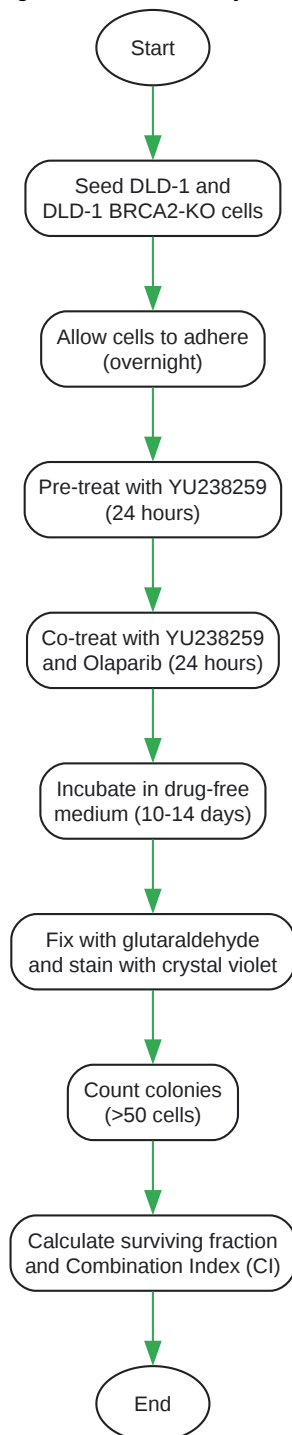 Start
Seed DLD-1 and
DLD-1 BRCA2-KO cells
Allow cells to adhere
(overnight)
Pre-treat with YU238259
(24 hours)
Co-treat with YU238259
and Olaparib (24 hours)
Incubate in drug-free
medium (10-14 days)
Fix with glutaraldehyde
and stain with crystal violet
Count colonies
(>50 cells)
Calculate surviving fraction
and Combination Index (CI)
End